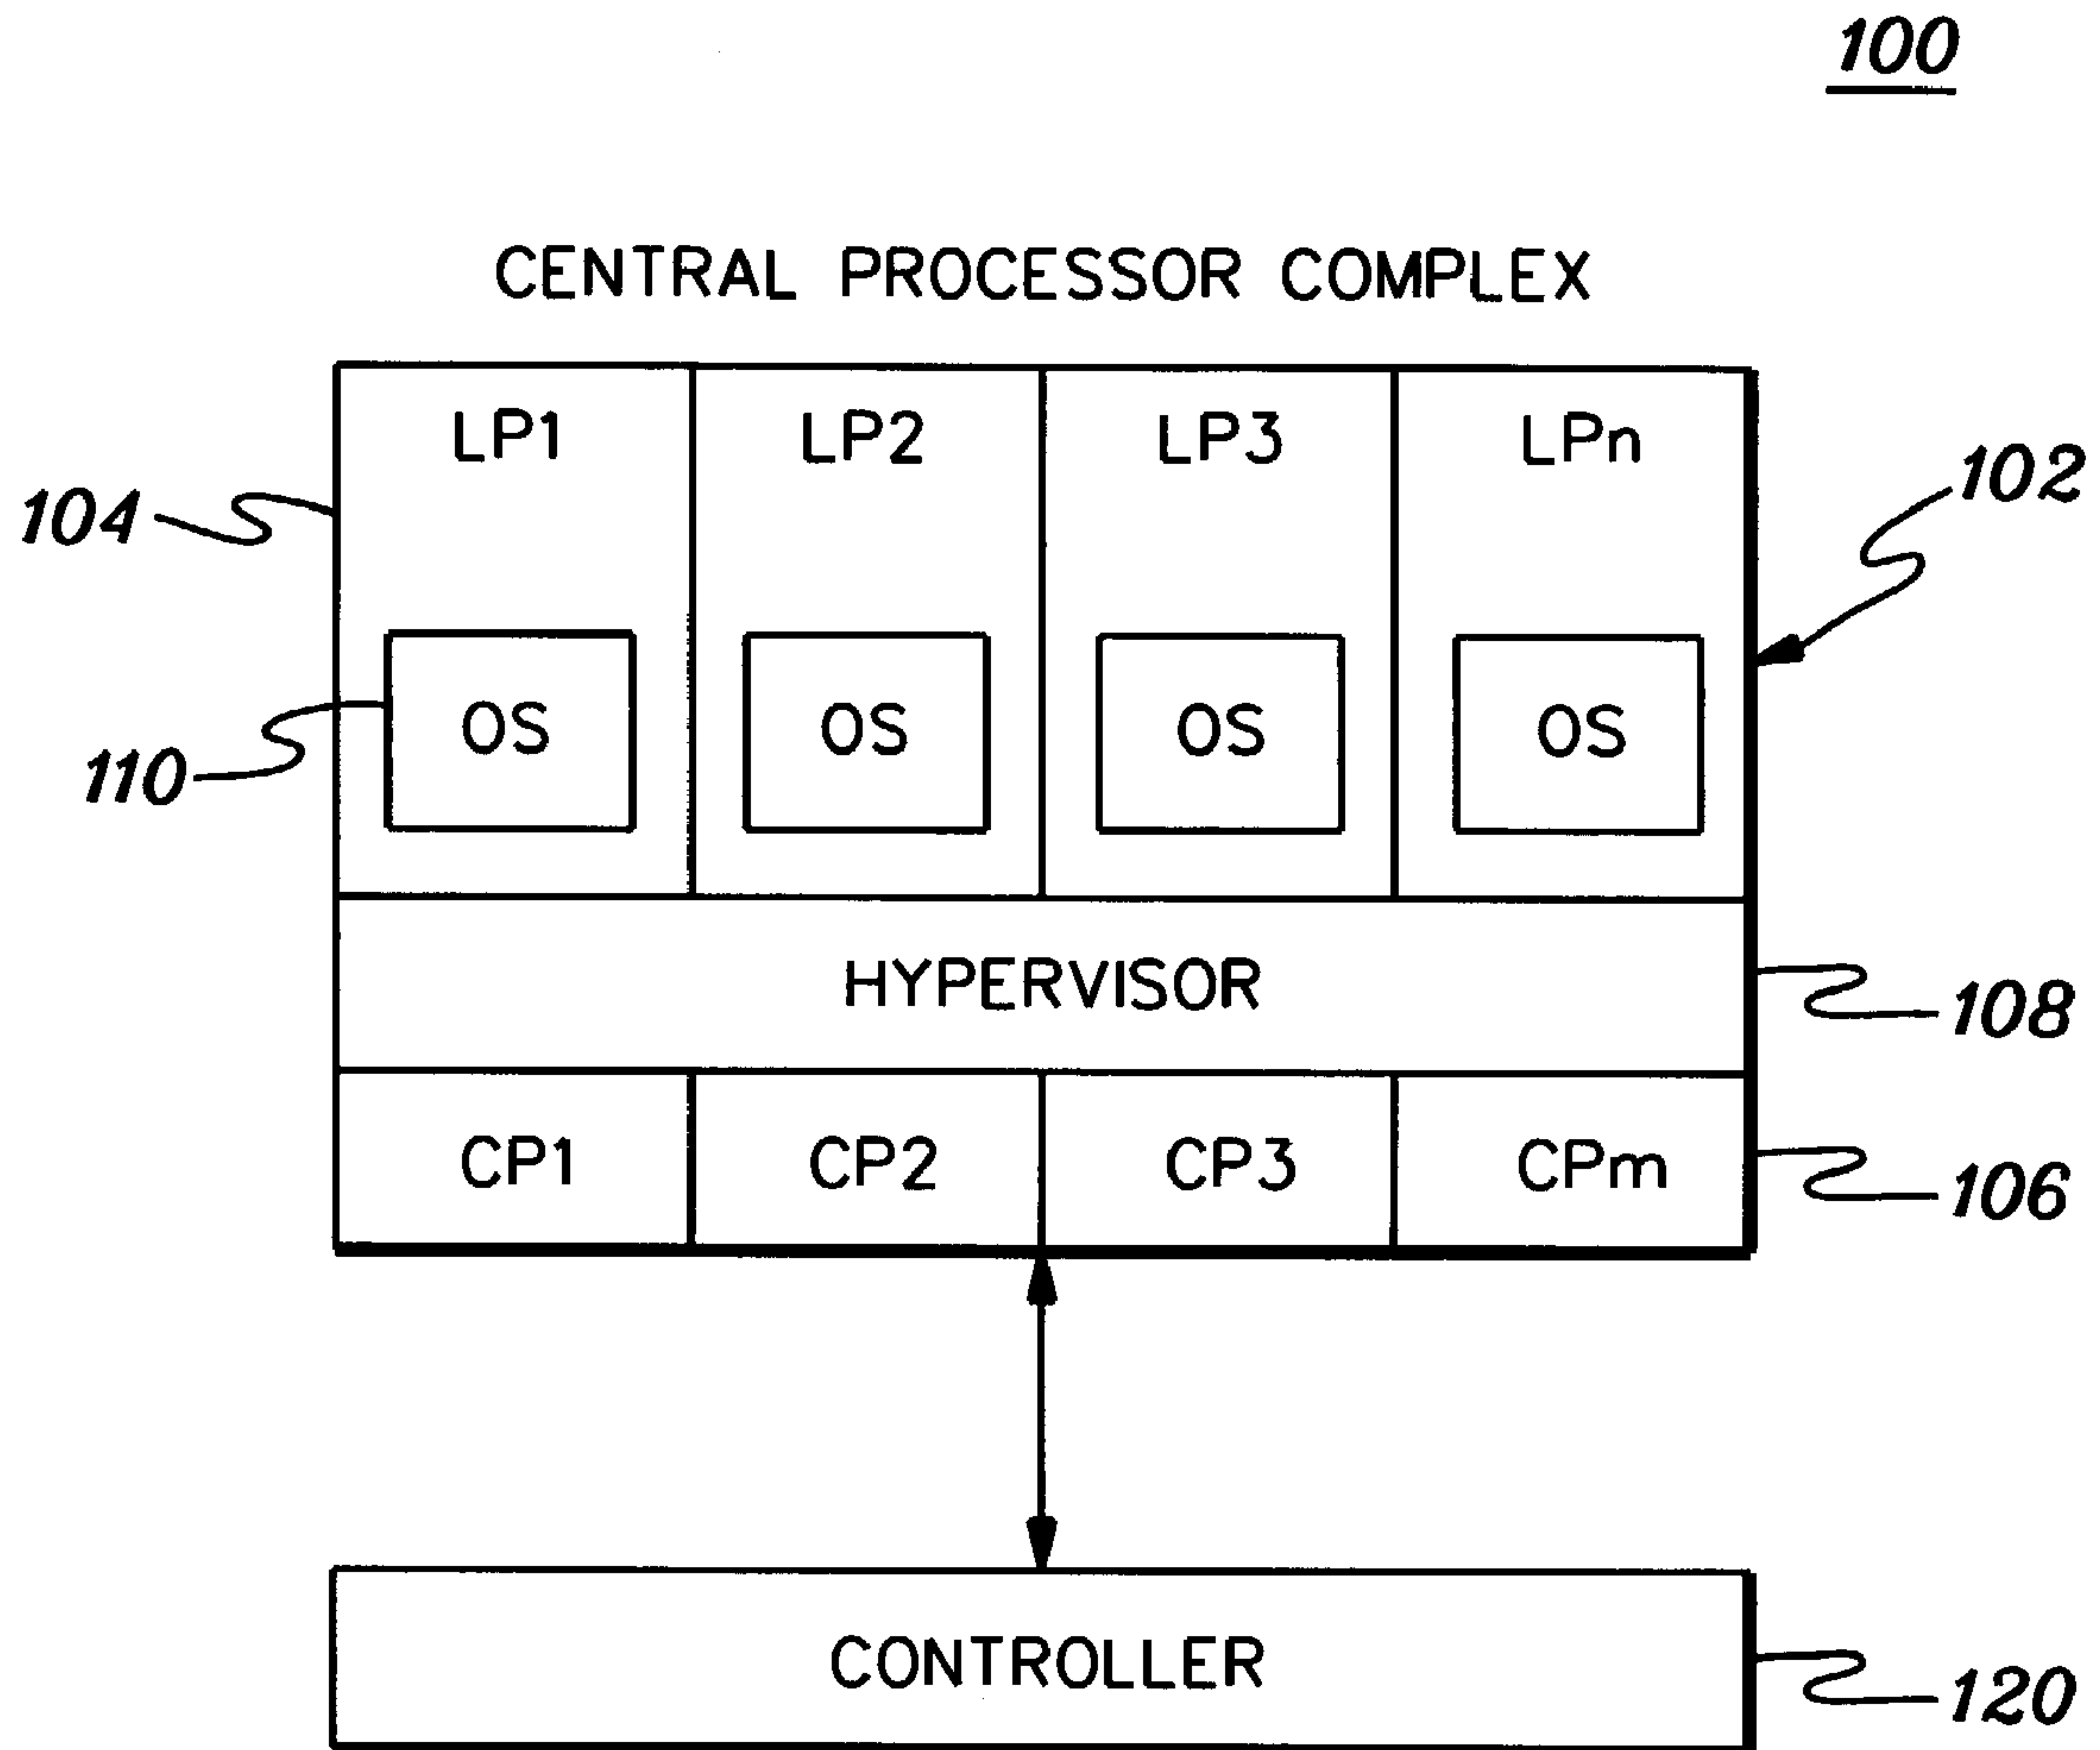 100
CENTRAL PROCESSOR COMPLEX
LP1 LP2 LP3 LPn
104
102
OS OS OS OS
110
HYPERVISOR
108
CP1 CP2 CP3 CPm
106
CONTROLLER
120